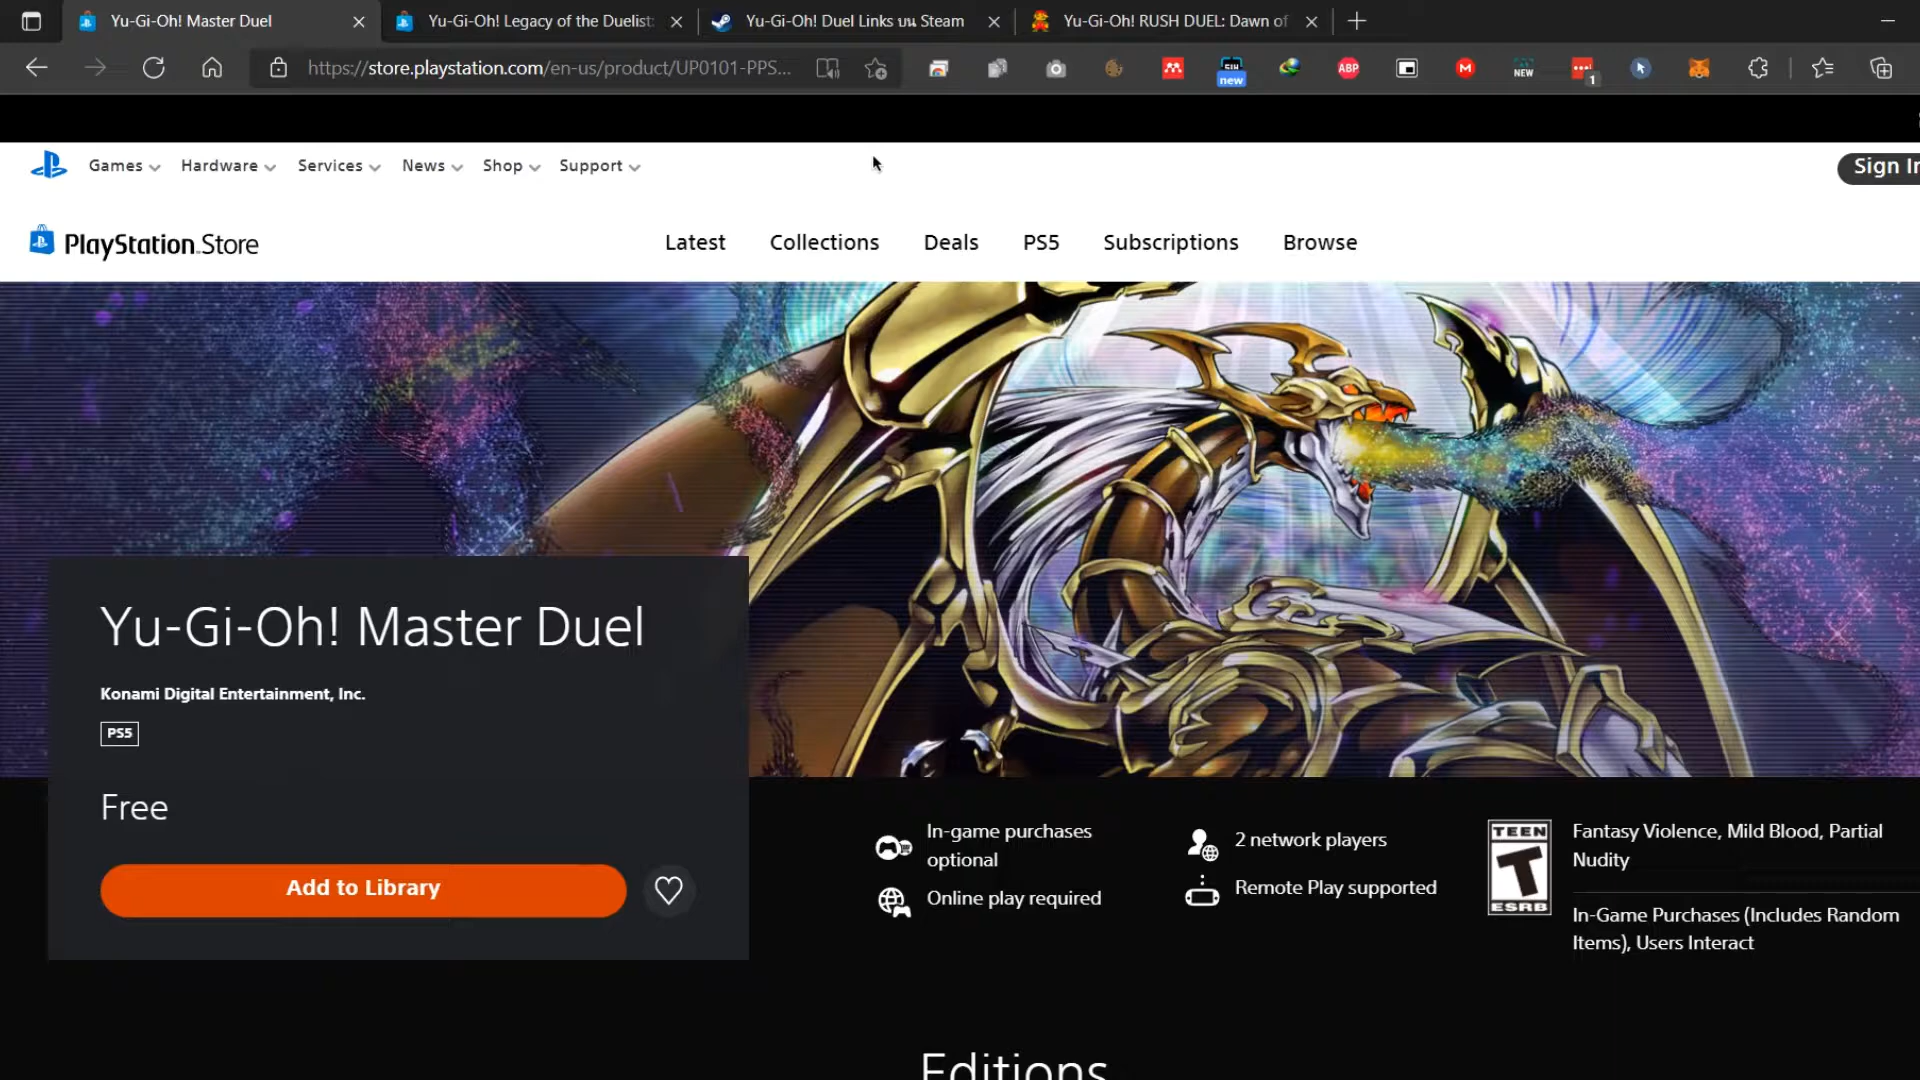 Yu-Gi-Oh! Master Duel
Yu-Gi-Oh! Legacy of the Duelist:
Yu-Gi-Oh! Duel Links บน Steam
Yu-Gi-Oh! RUSH DUEL: Dawn of
https://store.playstation.com/en-us/product/UP0101-PPS...
new
ABP
M
NEW
1
Games
Hardware
Services
News
Shop
Support
Sign In
PlayStation Store
Latest
Collections
Deals
PS5
Subscriptions
Browse
Yu-Gi-Oh! Master Duel
Konami Digital Entertainment, Inc.
PS5
Free
Add to Library
In-game purchases
optional
Online play required
2 network players
Remote Play supported
TEEN
T
ESRB
Fantasy Violence, Mild Blood, Partial
Nudity
In-Game Purchases (Includes Random
Items), Users Interact
Editions